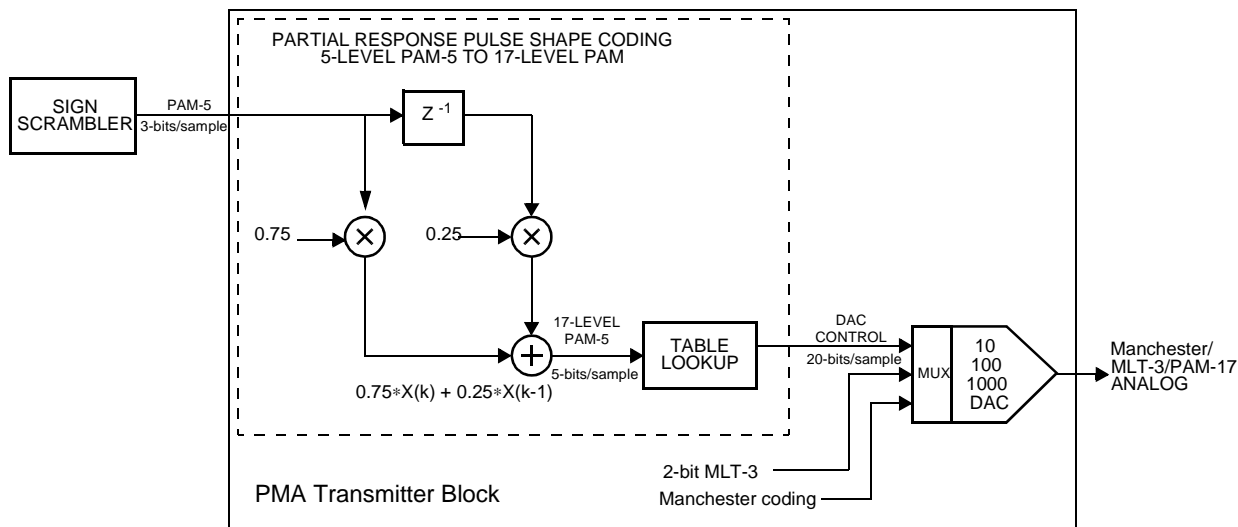 PARTIAL RESPONSE PULSE SHAPE CODING
5-LEVEL PAM-5 TO 17-LEVEL PAM
SIGN
SCRAMBLER
PAM-5
3-bits/sample
Z -1
0.75
×
0.25
×
17-LEVEL
PAM-5
+
5-bits/sample
0.75*X(k) + 0.25*X(k-1)
TABLE
LOOKUP
DAC
CONTROL
20-bits/sample
MUX
10
100
1000
DAC
Manchester/
MLT-3/PAM-17
ANALOG
2-bit MLT-3
Manchester coding
PMA Transmitter Block